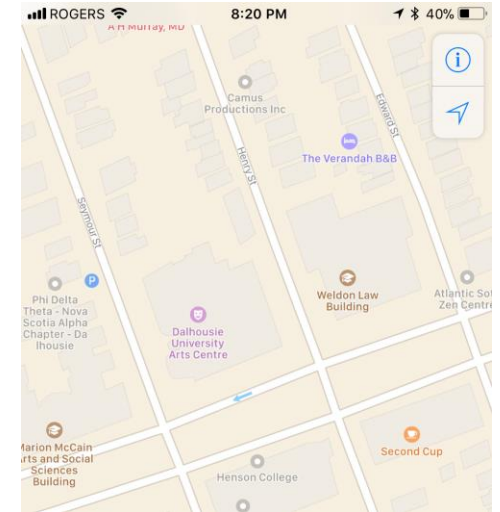 ROGERS 8:20 PM 40%
A H Murray, MD
Camus
Productions Inc
Edward St
The Verandah B&B
Henry St
Seymour St
P
Phi Delta
Theta - Nova
Scotia Alpha
Chapter - Da
lhousie
Weldon Law
Building
Atlantic Sot
Zen Centre
Dalhousie
University
Arts Centre
Marion McCain
Arts and Social
Sciences
Building
Second Cup
Henson College